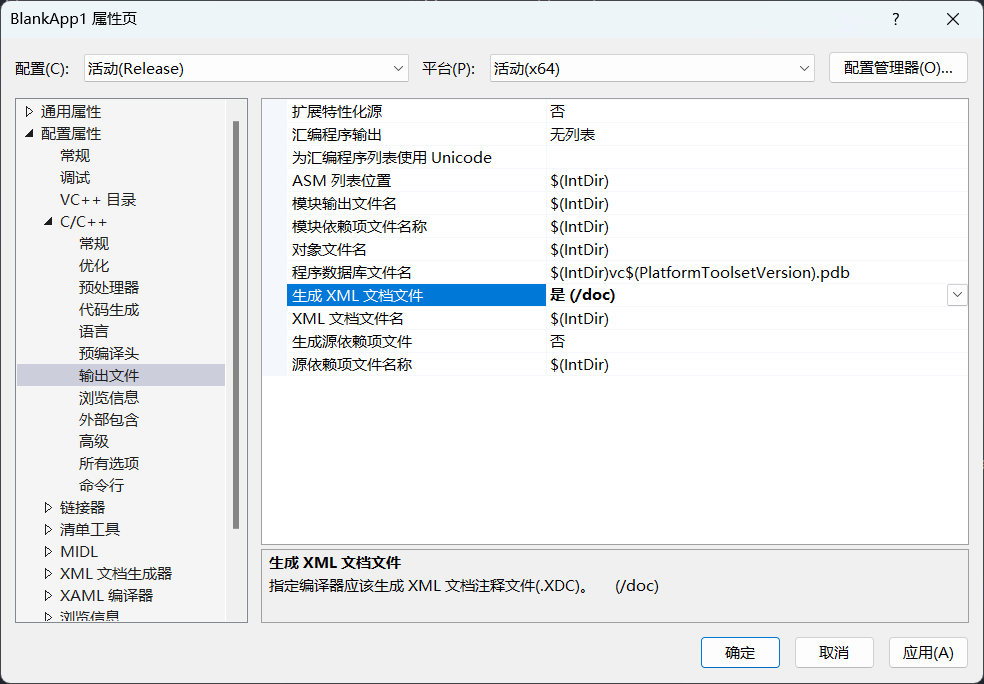 BlankApp1 属性页
配置(C): 活动(Release) 平台(P): 活动(x64) 配置管理器(O)...
通用属性
配置属性
常规
调试
VC++ 目录
C/C++
常规
优化
预处理器
代码生成
语言
预编译头
输出文件
浏览信息
外部包含
高级
所有选项
命令行
链接器
清单工具
MIDL
XML 文档生成器
XAML 编译器
浏览信息
扩展特性化源 否
汇编程序输出 无列表
为汇编程序列表使用 Unicode
ASM 列表位置 $(IntDir)
模块输出文件名 $(IntDir)
模块依赖项文件名称 $(IntDir)
对象文件名 $(IntDir)
程序数据库文件名 $(IntDir)vc$(PlatformToolsetVersion).pdb
生成 XML 文档文件 是 (/doc)
XML 文档文件名 $(IntDir)
生成源依赖项文件 否
源依赖项文件名称 $(IntDir)
生成 XML 文档文件
指定编译器应该生成 XML 文档注释文件(.XDC)。 (/doc)
确定 取消 应用(A)